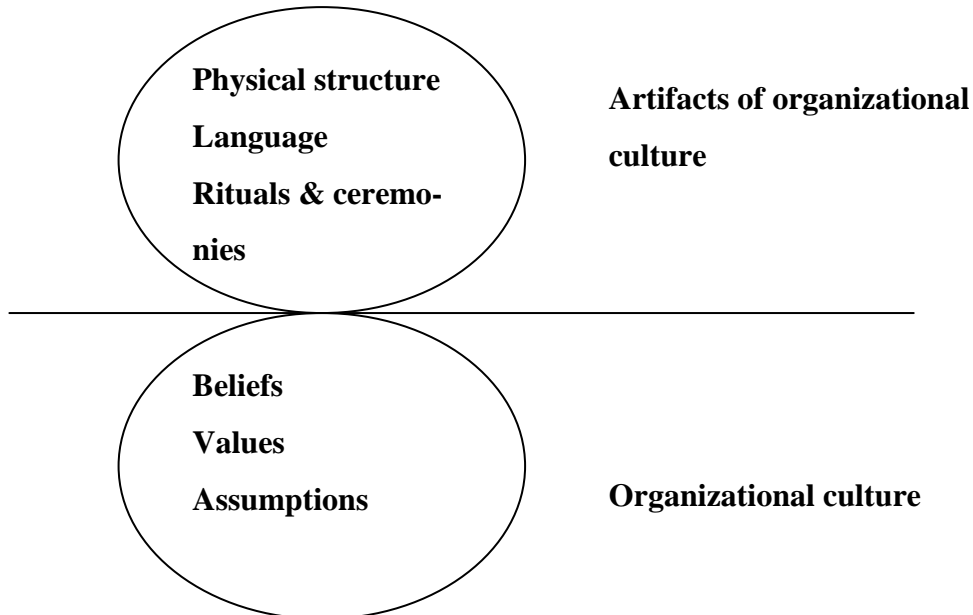 Physical structure
Language
Rituals & ceremo-
nies
Artifacts of organizational
culture
Beliefs
Values
Assumptions
Organizational culture